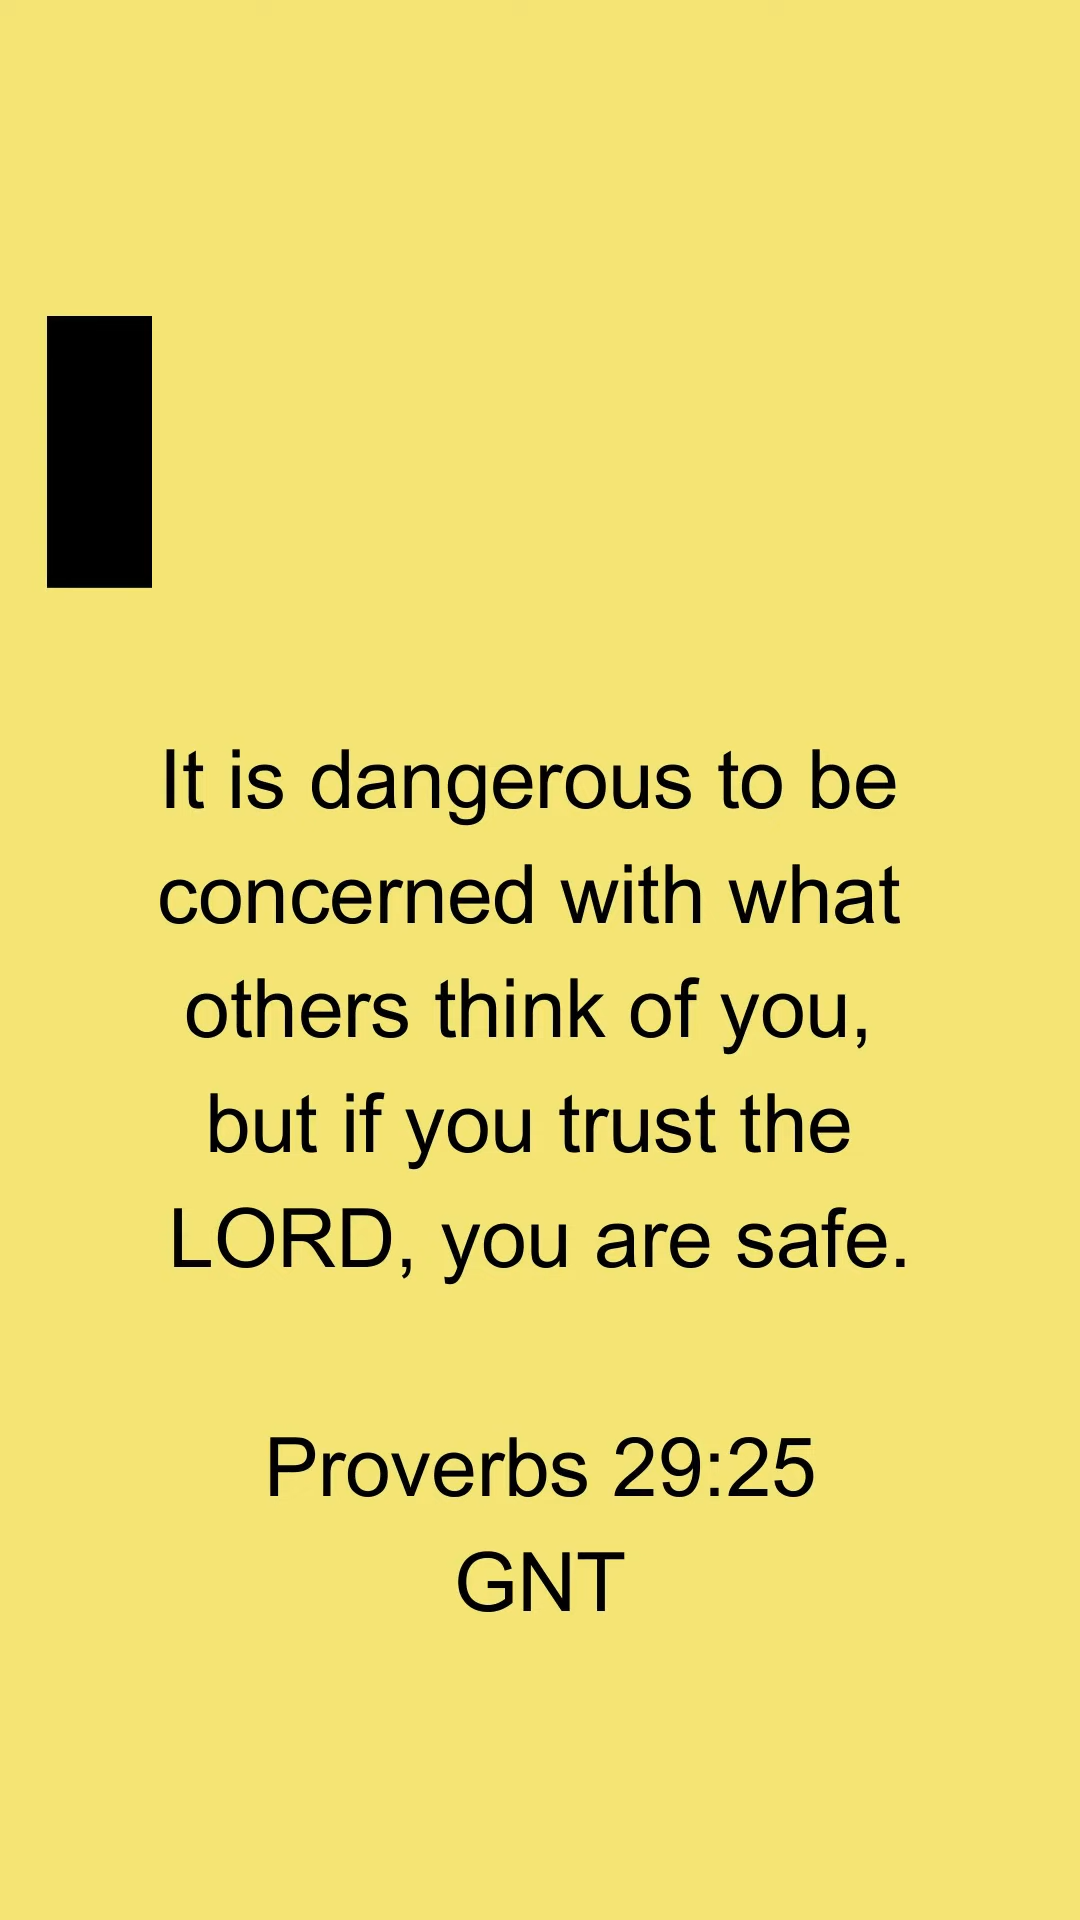 It is dangerous to be
concerned with what
others think of you,
but if you trust the
LORD, you are safe.
Proverbs 29:25
GNT